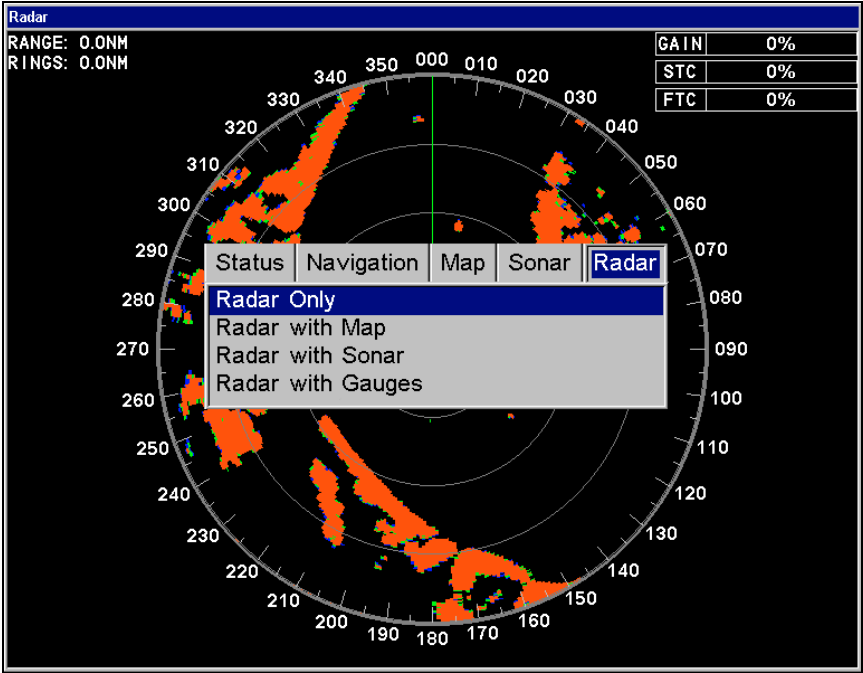 Radar
RANGE: 0.0NM
RINGS: 0.0NM
GAIN 0%
STC 0%
FTC 0%
340 350 000 010 020
330 030
320 040
310 050
300 060
290 070
280 080
270 090
260 100
250 110
240 120
230 130
220 140
210 150
200 190 180 170 160
Status Navigation Map Sonar Radar
Radar Only
Radar with Map
Radar with Sonar
Radar with Gauges